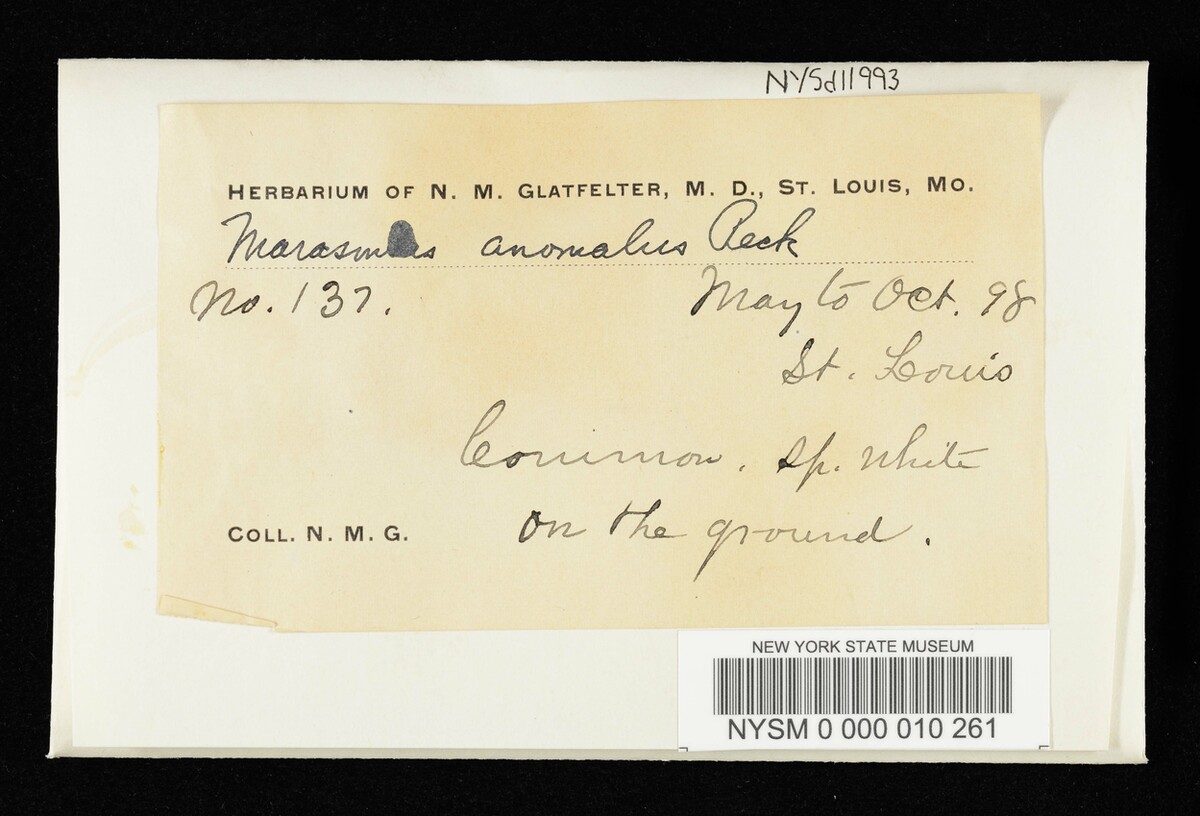 NYSd11993
HERBARIUM OF N. M. GLATFELTER, M. D., ST. LOUIS, MO.
Marasmius anomalus Peck
No. 137. May to Oct. 98
St. Louis
Common. Sp. white
on the ground.
COLL. N. M. G.
NEW YORK STATE MUSEUM
NYSM 0 000 010 261